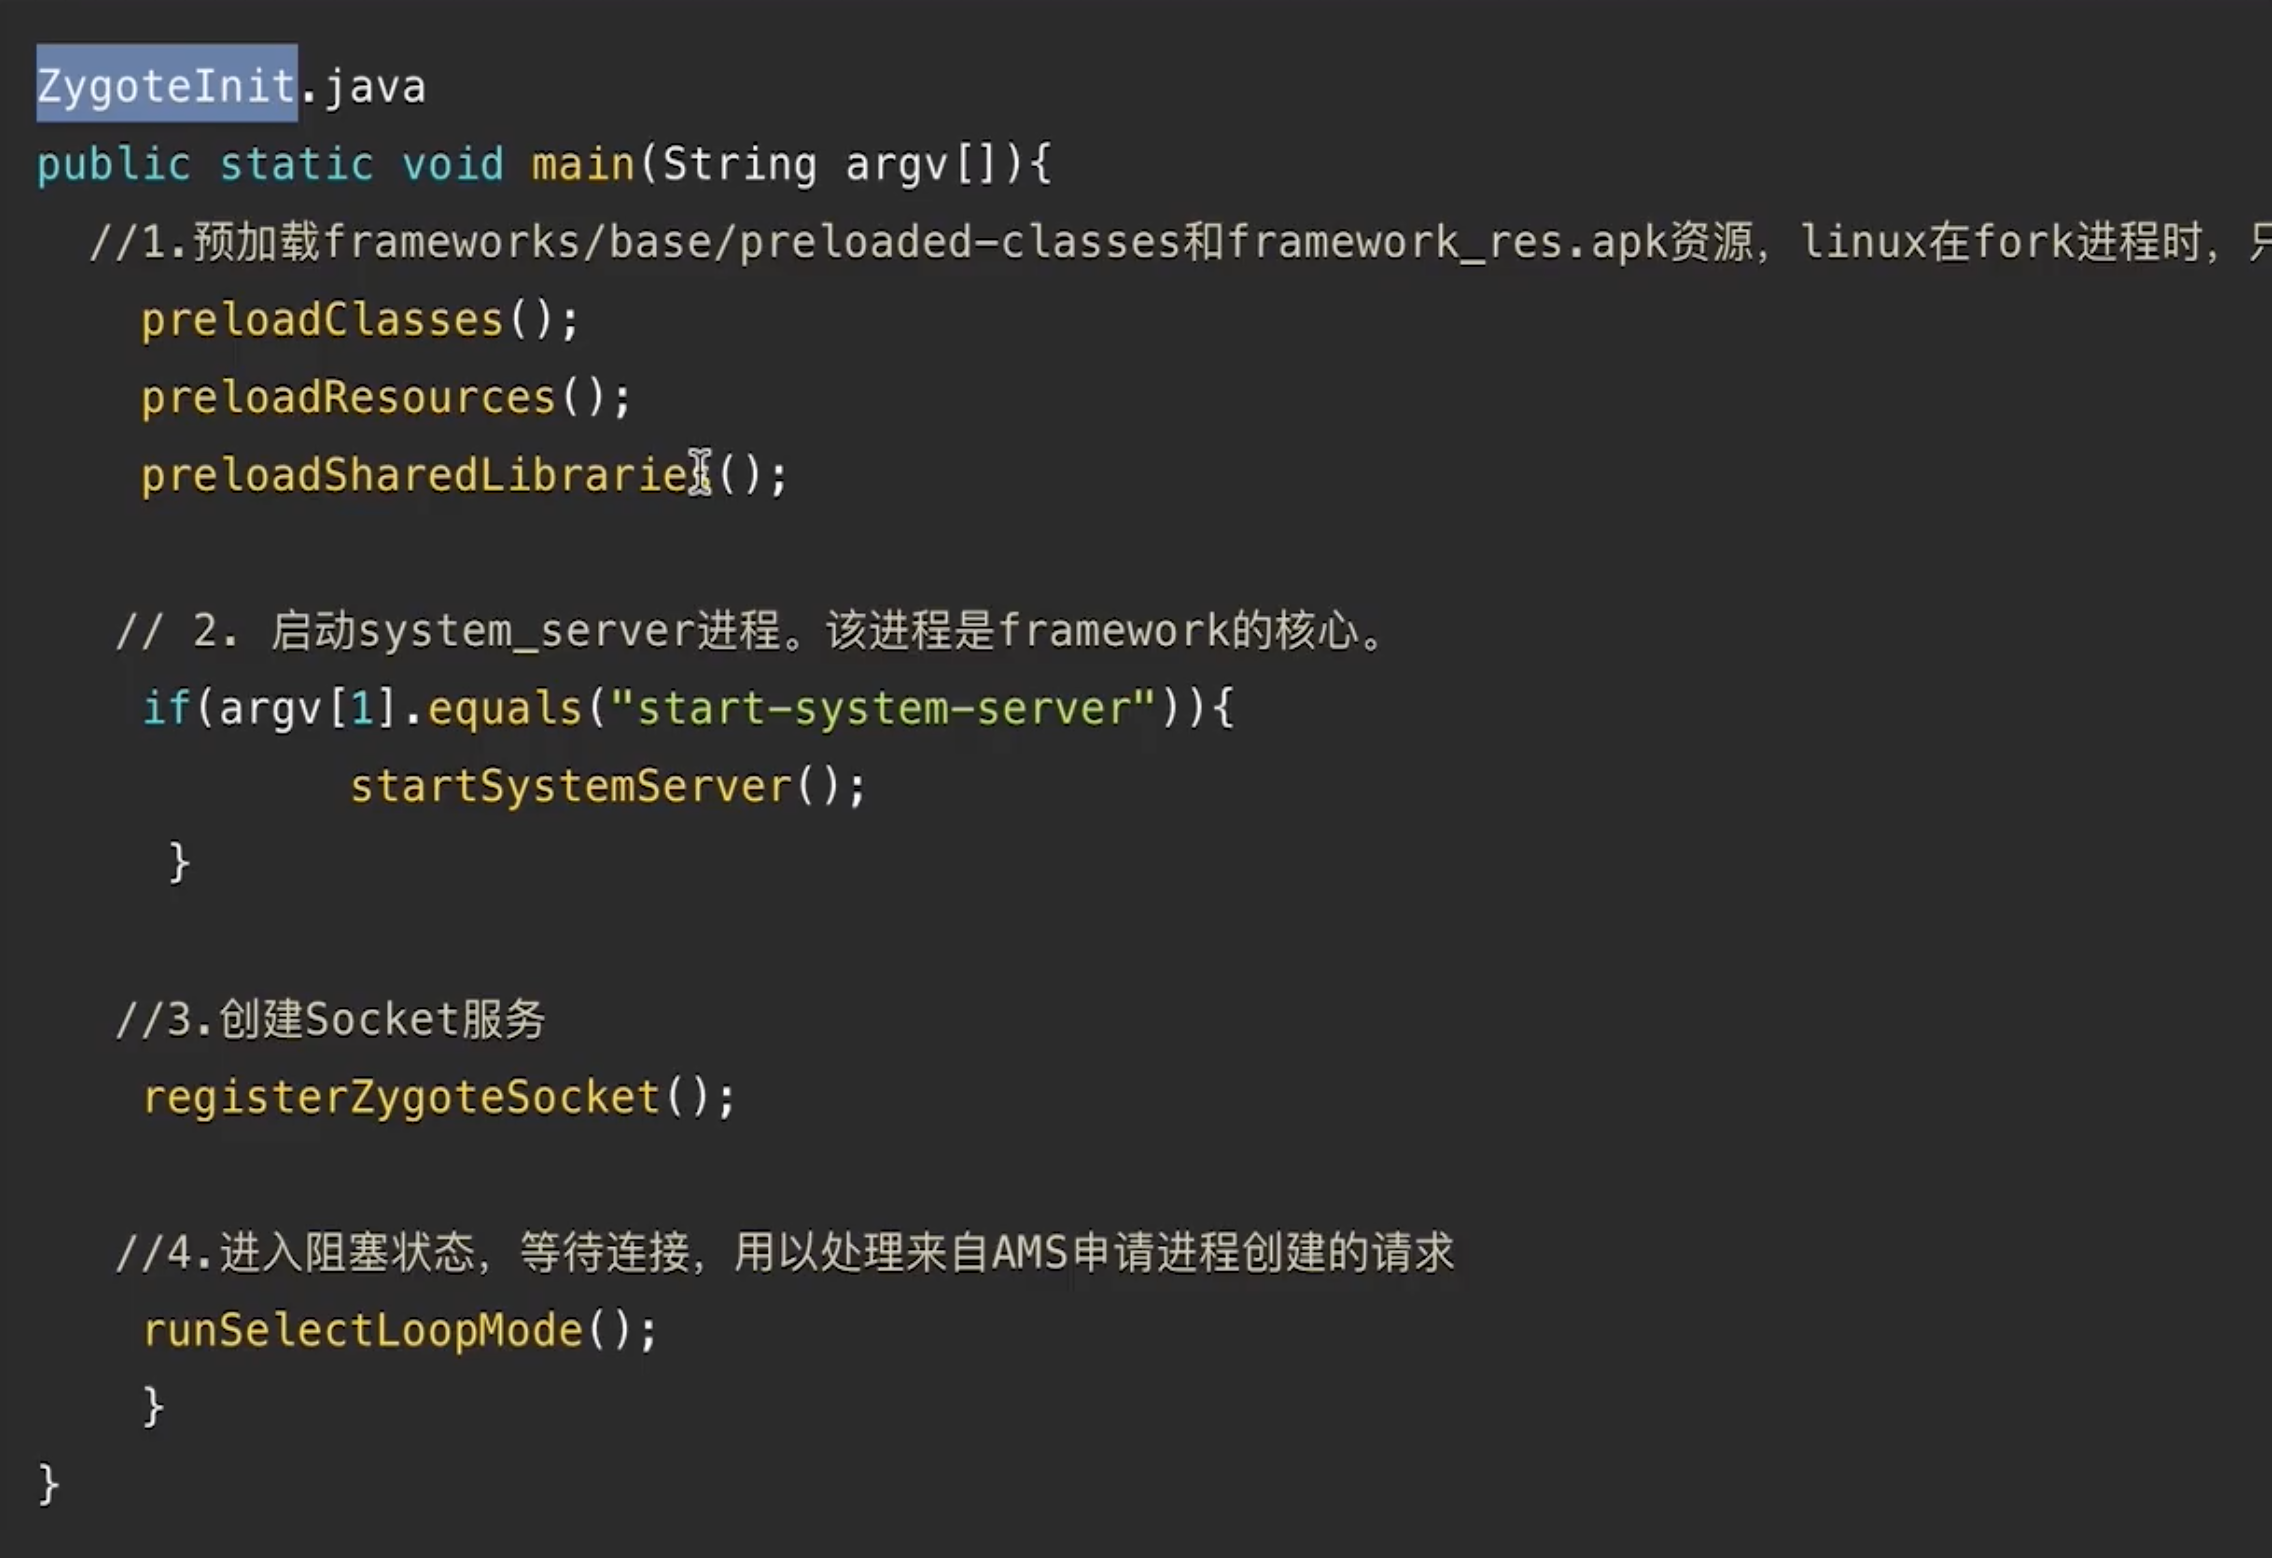 ZygoteInit.java
public static void main(String argv[]){
//1.预加载frameworks/base/preloaded-classes和framework_res.apk资源，linux在fork进程时，只
preloadClasses();
preloadResources();
preloadSharedLibraries();
// 2. 启动system_server进程。该进程是framework的核心。
if(argv[1].equals("start-system-server")){
startSystemServer();
}
//3.创建Socket服务
registerZygoteSocket();
//4.进入阻塞状态，等待连接，用以处理来自AMS申请进程创建的请求
runSelectLoopMode();
}
}